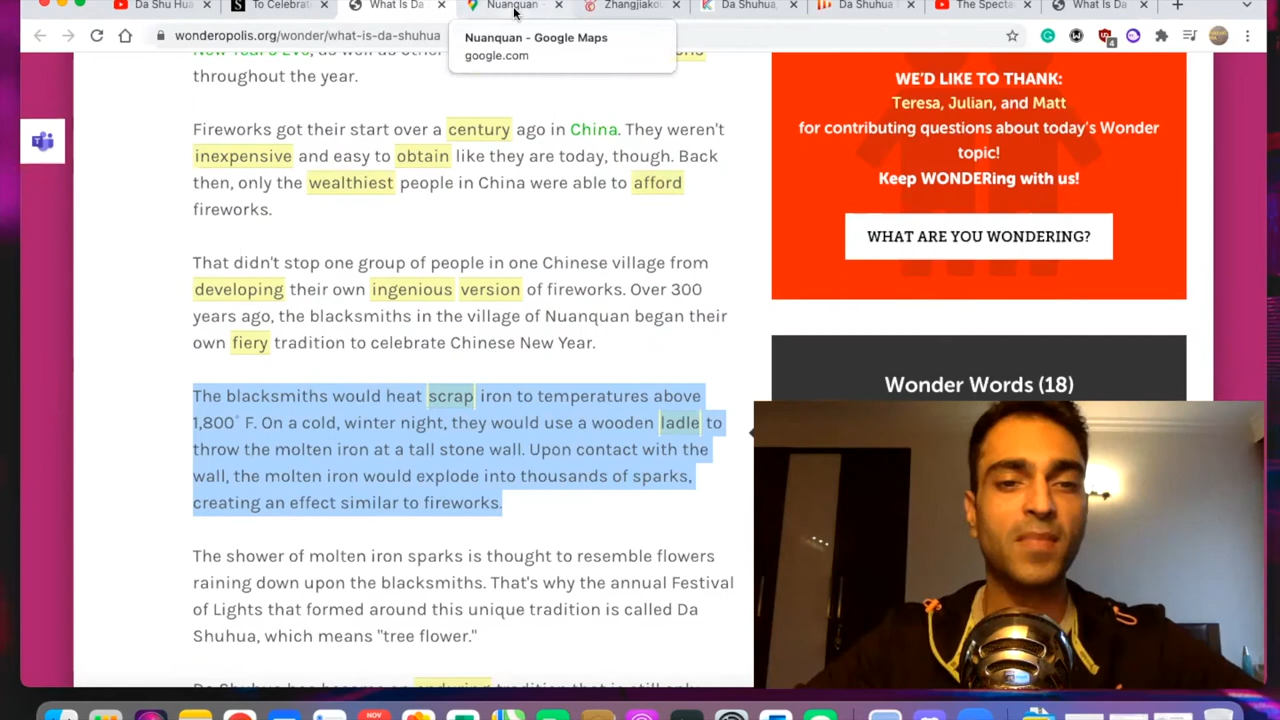 Da Shu Hu
To Celebrat
What Is Da
Nuanquan
Zhangjiako
Da Shuhua,
Da Shuhua
The Spectac
What Is Da
wonderopolis.org/wonder/what-is-da-shuhua
Nuanquan - Google Maps
google.com
4
throughout the year.
Fireworks got their start over a century ago in China. They weren't
inexpensive and easy to obtain like they are today, though. Back
then, only the wealthiest people in China were able to afford
fireworks.
That didn't stop one group of people in one Chinese village from
developing their own ingenious version of fireworks. Over 300
years ago, the blacksmiths in the village of Nuanquan began their
own fiery tradition to celebrate Chinese New Year.
The blacksmiths would heat scrap iron to temperatures above
1,800° F. On a cold, winter night, they would use a wooden ladle to
throw the molten iron at a tall stone wall. Upon contact with the
wall, the molten iron would explode into thousands of sparks,
creating an effect similar to fireworks.
The shower of molten iron sparks is thought to resemble flowers
raining down upon the blacksmiths. That's why the annual Festival
of Lights that formed around this unique tradition is called Da
Shuhua, which means "tree flower."
WE'D LIKE TO THANK:
Teresa, Julian, and Matt
for contributing questions about today's Wonder
topic!
Keep WONDERing with us!
WHAT ARE YOU WONDERING?
Wonder Words (18)
NOV